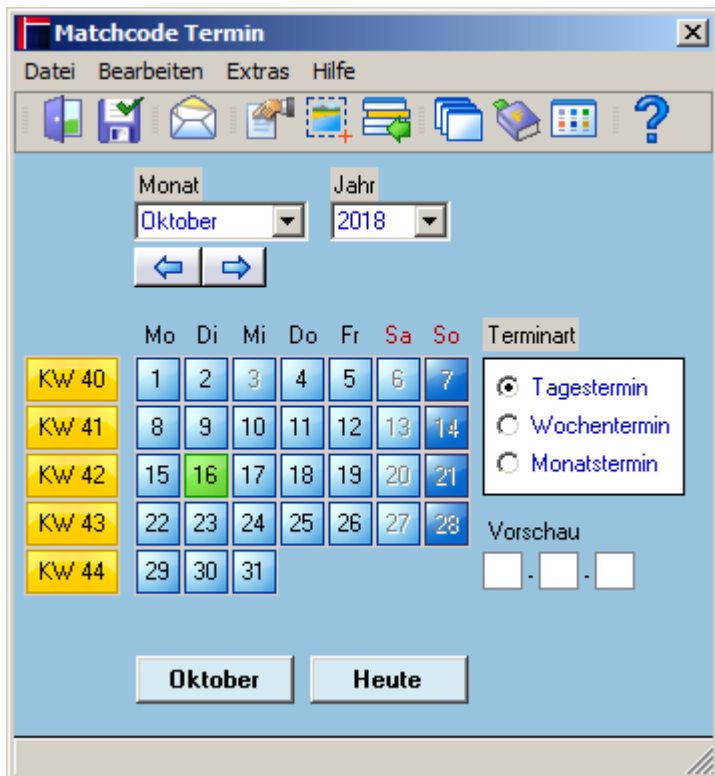 Matchcode Termin
Datei Bearbeiten Extras Hilfe
Monat Jahr
Oktober 2018
Mo Di Mi Do Fr Sa So Terminart
KW 40 1 2 3 4 5 6 7 Tagestermin
KW 41 8 9 10 11 12 13 14 Wochentermin
KW 42 15 16 17 18 19 20 21 Monatstermin
KW 43 22 23 24 25 26 27 28 Vorschau
KW 44 29 30 31 . .
Oktober Heute